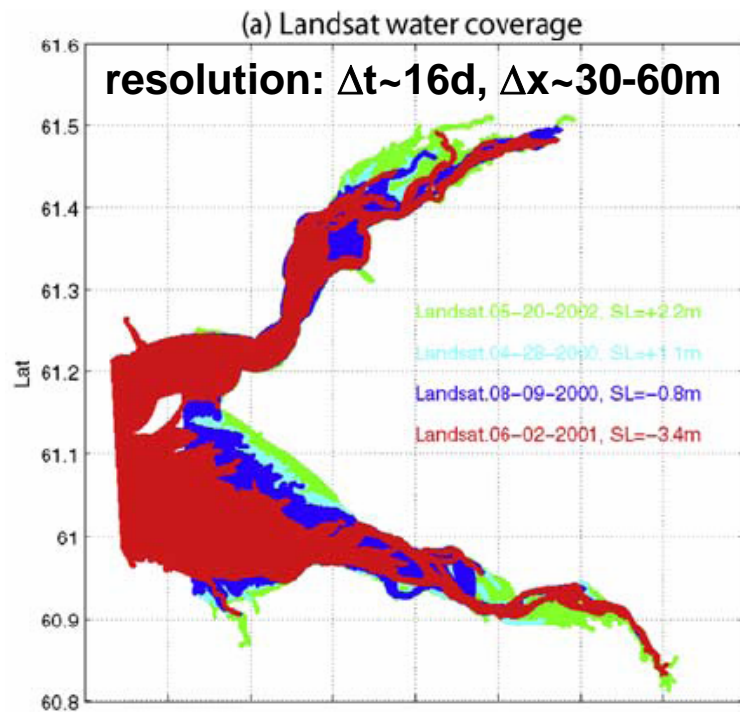 (a) Landsat water coverage
resolution: Δt~16d, Δx~30-60m
61.6
61.5
61.4
61.3
61.2
61.1
61
60.9
60.8
Lat
Landsat.05-20-2002, SL=+2.2m
Landsat.04-28-2000, SL=+1.1m
Landsat.08-09-2000, SL=-0.8m
Landsat.06-02-2001, SL=-3.4m